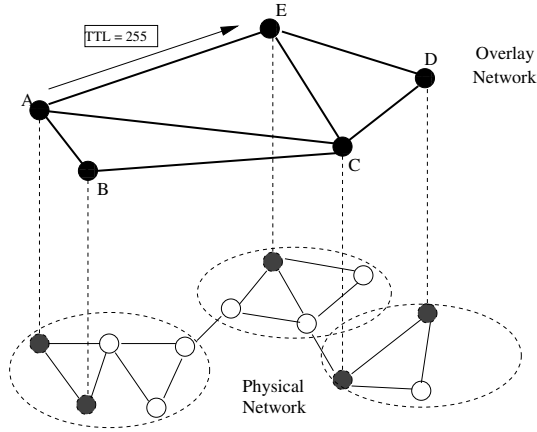 E
TTL = 255
D
Overlay
Network
A
C
B
Physical
Network